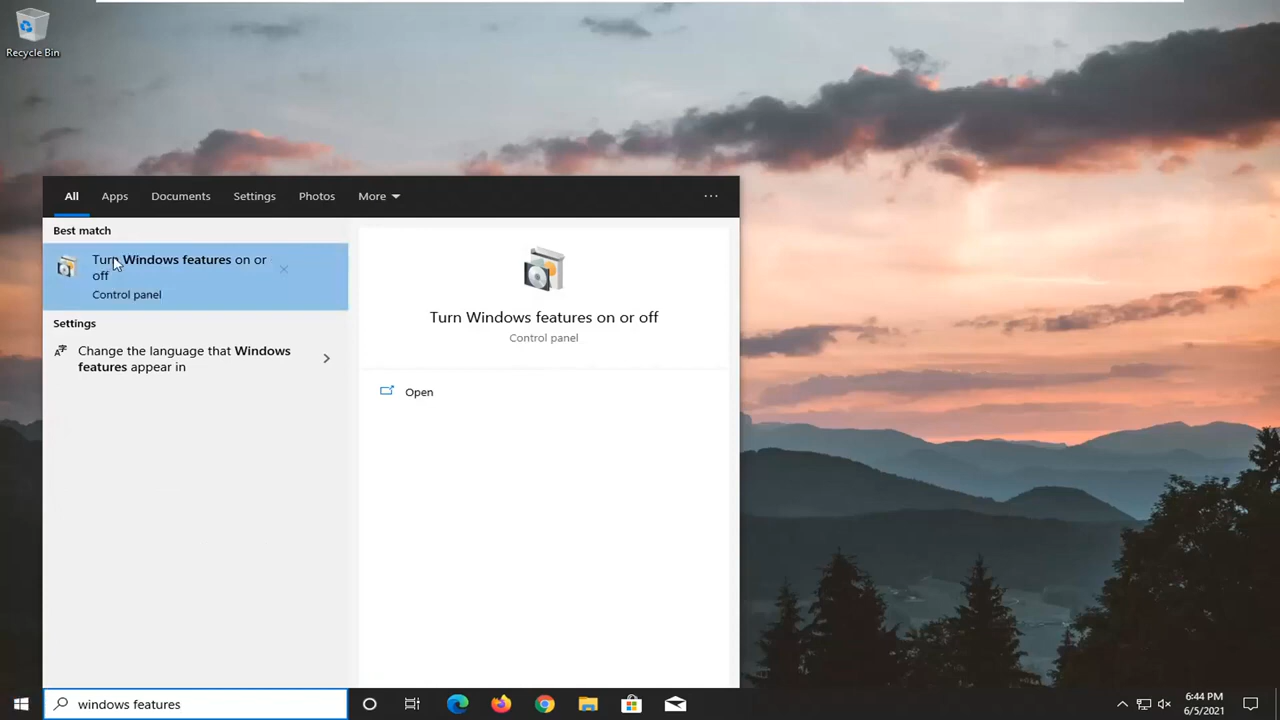 Recycle Bin
All
Apps
Documents
Settings
Photos
More
...
Best match
Turn Windows features on or
off
Control panel
Settings
Change the language that Windows
features appear in
Turn Windows features on or off
Control panel
Open
windows features
6:44 PM
6/5/2021